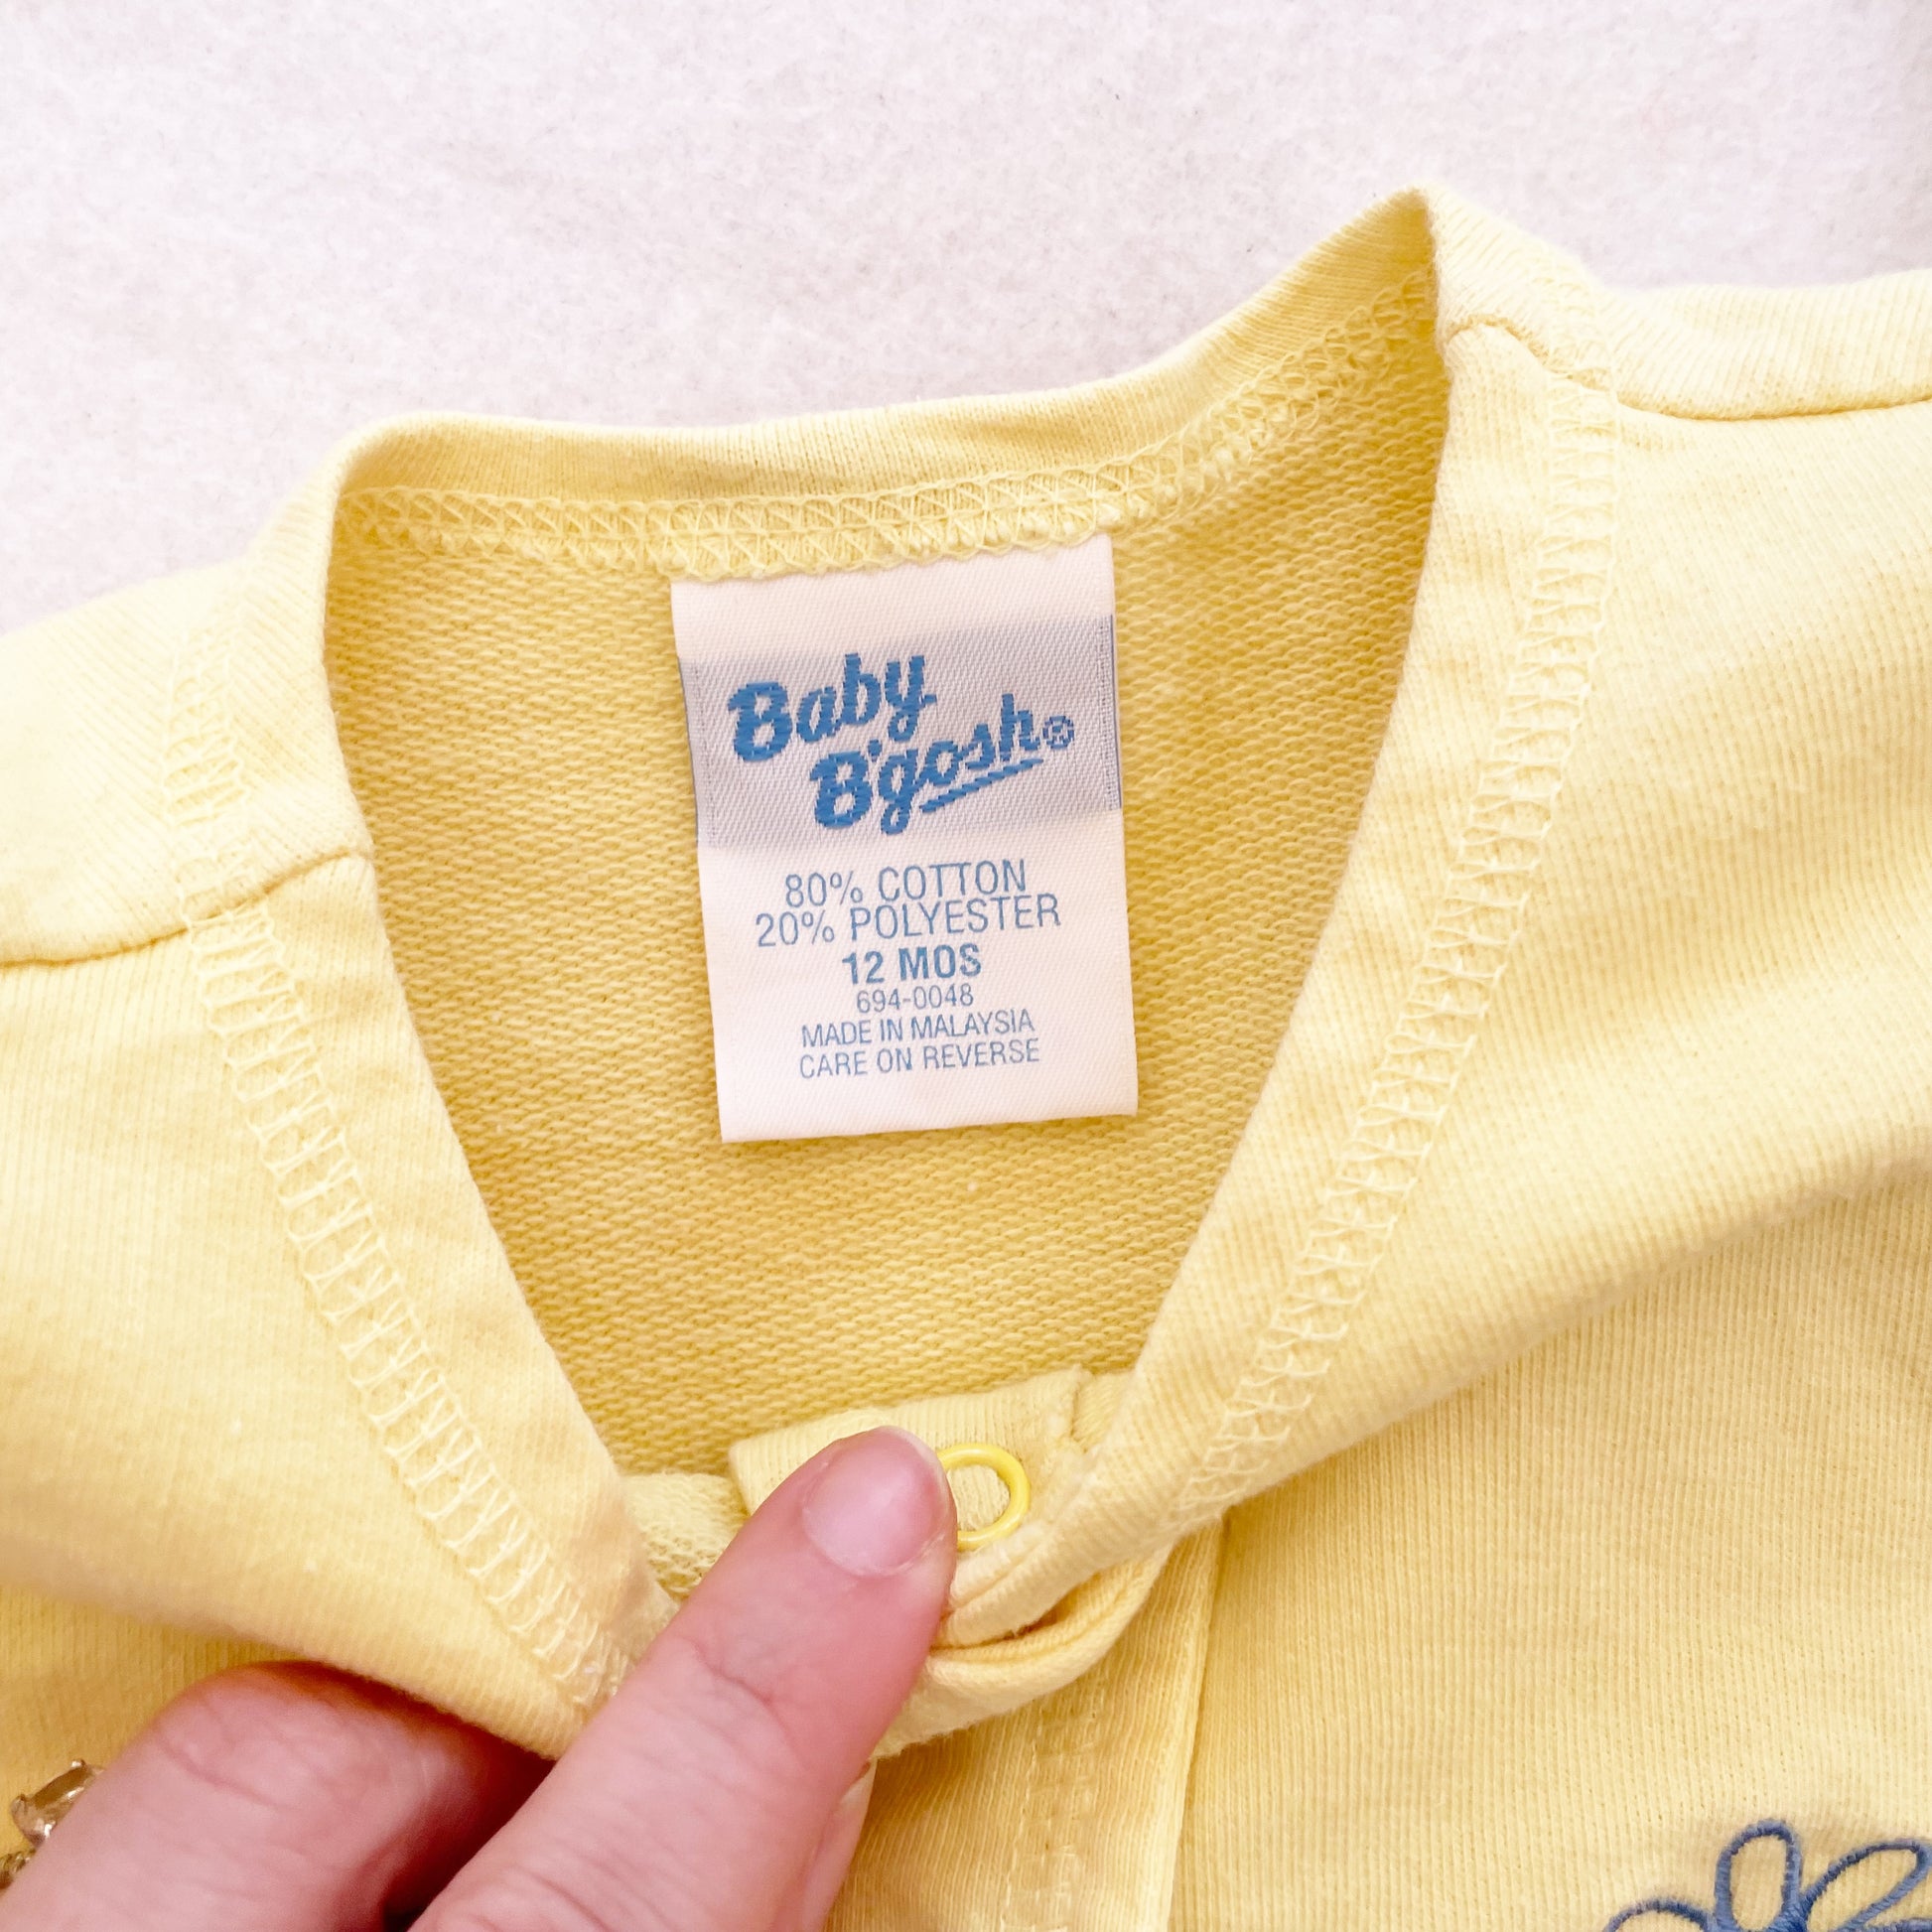 Baby
B'gosh®
80% COTTON
20% POLYESTER
12 MOS
694-0048
MADE IN MALAYSIA
CARE ON REVERSE